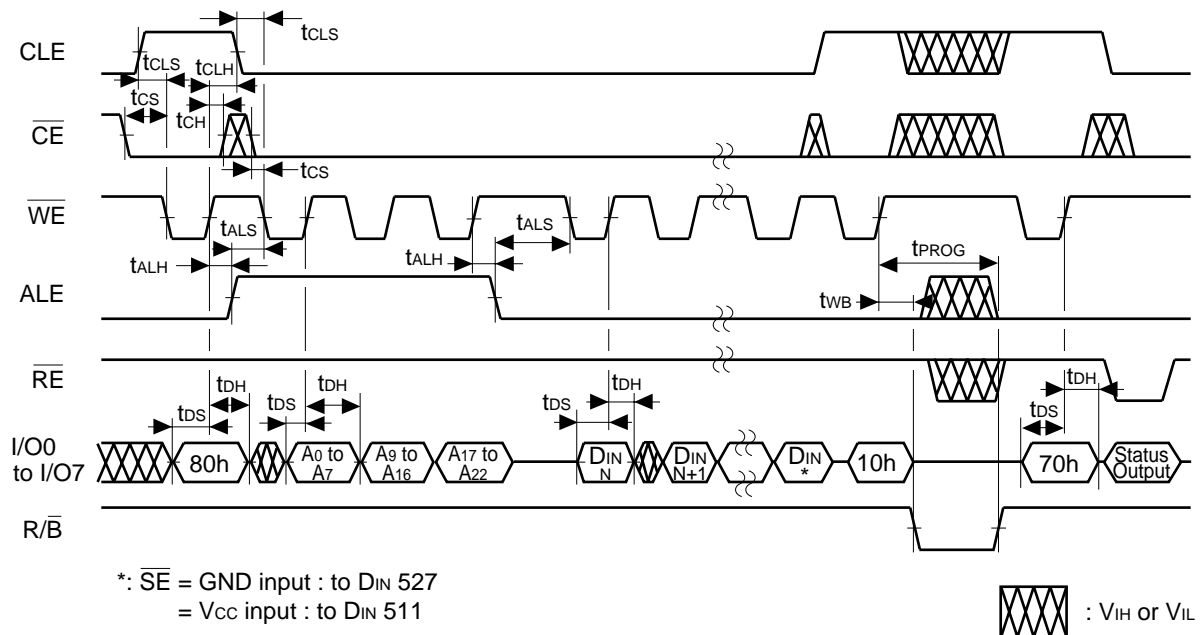 tCLS
CLE
tCLS
tCLH
tCS
tCH
CE
tCS
WE
tALS
tALS
tALH
tALH
tPROG
ALE
tWB
RE
tDH
tDH
tDH
tDH
tDS
tDS
tDS
tDS
I/O0 to I/O7
80h
A0 to A7
A9 to A16
A17 to A22
DIN N
DIN N+1
DIN *
10h
70h
Status Output
R/B
*: SE = GND input : to DIN 527
= VCC input : to DIN 511
: VIH or VIL